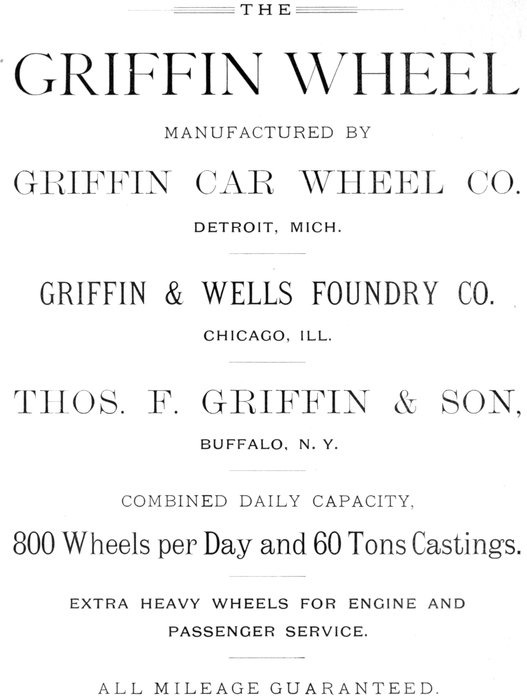 THE
GRIFFIN WHEEL
MANUFACTURED BY
GRIFFIN CAR WHEEL CO.
DETROIT, MICH.
GRIFFIN & WELLS FOUNDRY CO.
CHICAGO, ILL.
THOS. F. GRIFFIN & SON,
BUFFALO, N. Y.
COMBINED DAILY CAPACITY,
800 Wheels per Day and 60 Tons Castings.
EXTRA HEAVY WHEELS FOR ENGINE AND
PASSENGER SERVICE.
ALL MILEAGE GUARANTEED.